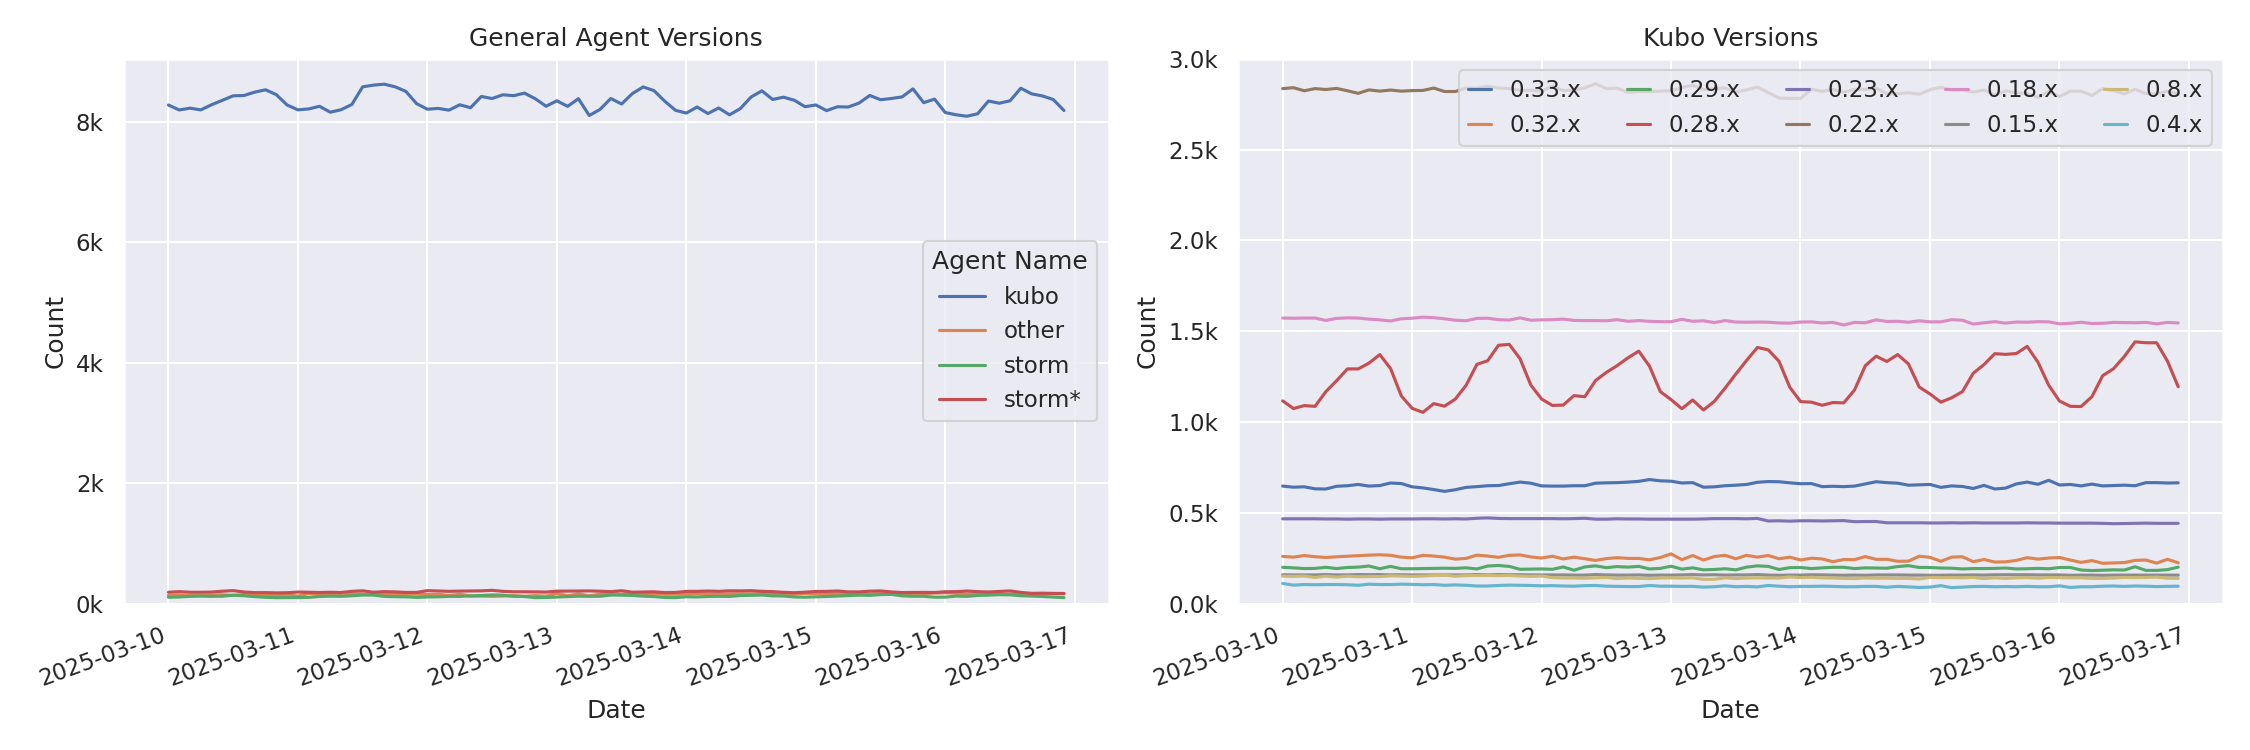 General Agent Versions
Count
8k
6k
4k
2k
0k
Agent Name
kubo
other
storm
storm*
2025-03-10
2025-03-11
2025-03-12
2025-03-13
2025-03-14
2025-03-15
2025-03-16
2025-03-17
Date
Kubo Versions
Count
3.0k
2.5k
2.0k
1.5k
1.0k
0.5k
0.0k
0.33.x 0.29.x 0.23.x 0.18.x 0.8.x
0.32.x 0.28.x 0.22.x 0.15.x 0.4.x
2025-03-10
2025-03-11
2025-03-12
2025-03-13
2025-03-14
2025-03-15
2025-03-16
2025-03-17
Date